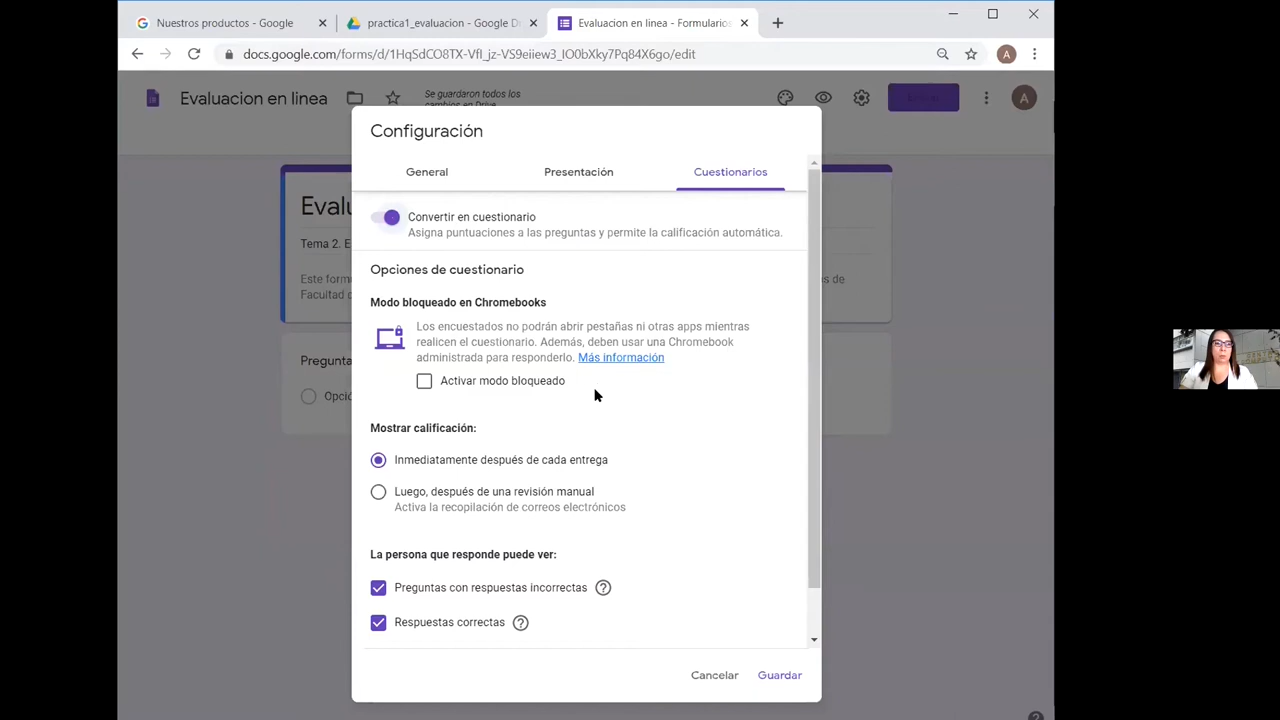 Nuestros productos - Google
practica1_evaluacion - Google Dr
Evaluacion en linea - Formularios
docs.google.com/forms/d/1HqSdCO8TX-VfI_jz-VS9eiiew3_IO0bXky7Pq84X6go/edit
A
Evaluacion en linea
Se guardaron todos los
cambios en Drive
A
Configuración
General
Presentación
Cuestionarios
Convertir en cuestionario
Asigna puntuaciones a las preguntas y permite la calificación automática.
Opciones de cuestionario
Modo bloqueado en Chromebooks
Los encuestados no podrán abrir pestañas ni otras apps mientras
realicen el cuestionario. Además, deben usar una Chromebook
administrada para responderlo. Más información
Activar modo bloqueado
Mostrar calificación:
Inmediatamente después de cada entrega
Luego, después de una revisión manual
Activa la recopilación de correos electrónicos
La persona que responde puede ver:
Preguntas con respuestas incorrectas
Respuestas correctas
Cancelar
Guardar
Eval
Tema 2. E
Este form
s de
Facultad d
Pregunta
Opció